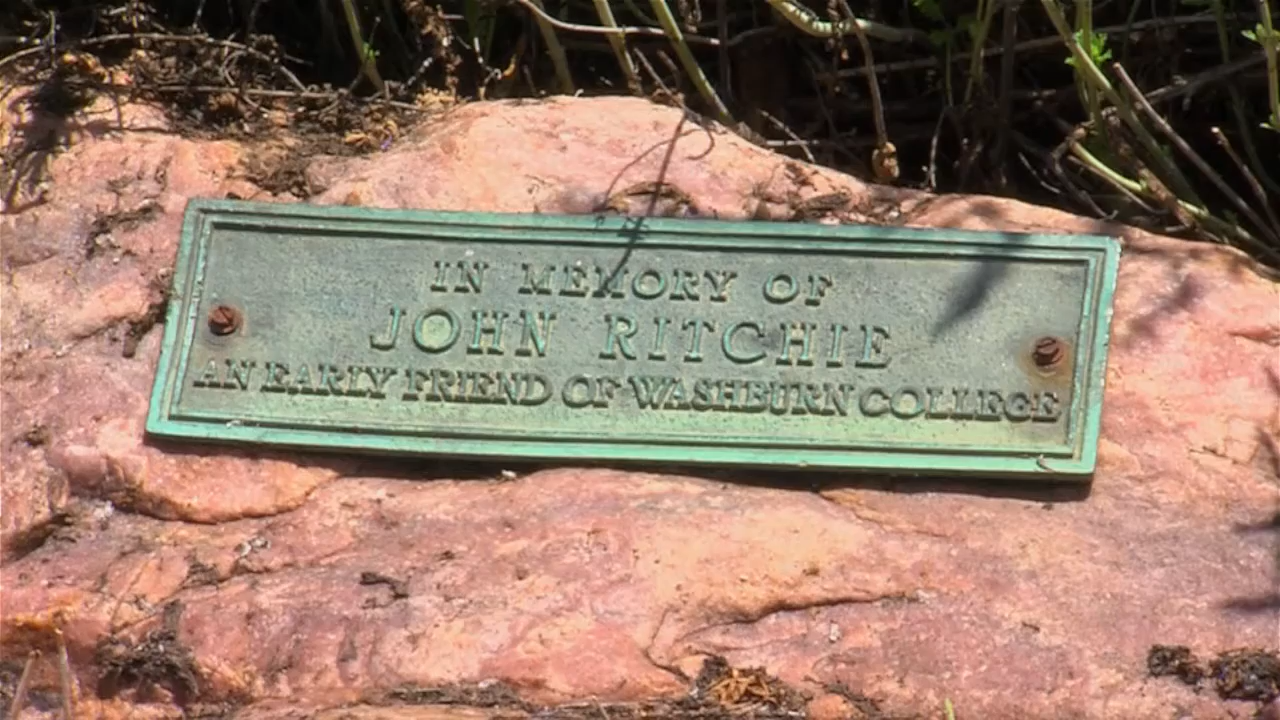 IN MEMORY OF
JOHN RITCHIE
AN EARLY FRIEND OF WASHBURN COLLEGE